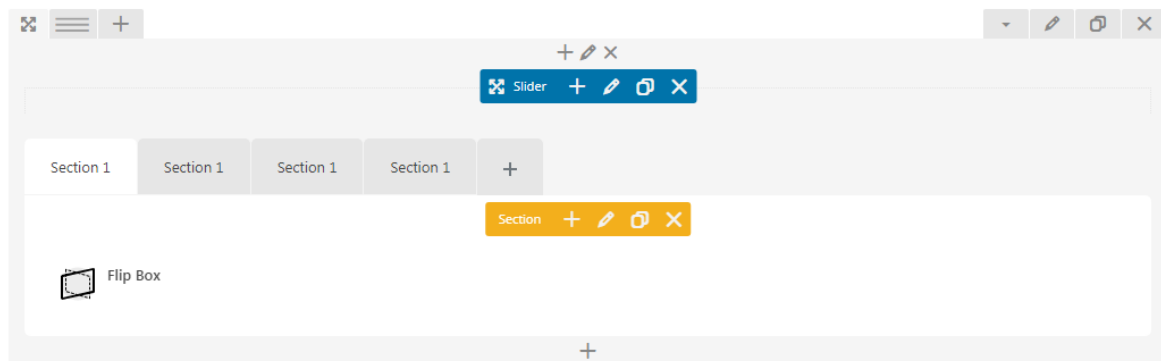 Slider
Section 1 Section 1 Section 1 Section 1
Section
Flip Box